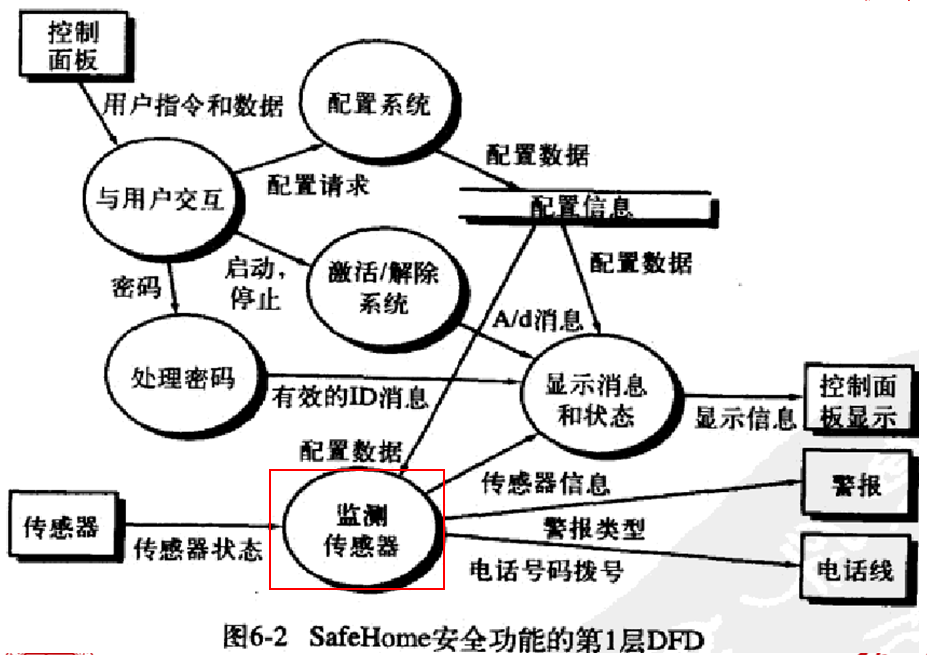 控制
面板
用户指令和数据
配置系统
配置数据
与用户交互
配置请求
配置信息
启动，
停止
激活/解除
系统
配置数据
密码
A/d消息
处理密码
有效的ID消息
显示消息
和状态
显示信息
控制面
板显示
配置数据
传感器
传感器状态
监测
传感器
传感器信息
警报类型
警报
电话号码拨号
电话线
图6-2 SafeHome安全功能的第1层DFD